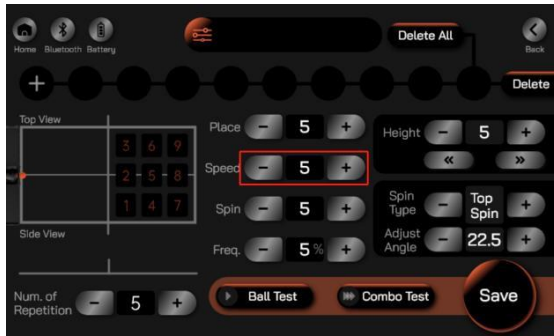 Delete All
Home Bluetooth Battery
Back
+
Delete
Top View
Place - 5 +
Height - 5 +
3 6 9
Speed - 5 +
« »
2 5 8
1 4 7
Spin - 5 +
Spin Type - Top Spin +
Side View
Adjust Angle - 22.5 +
Freq. - 5 % +
Num. of Repetition - 5 +
Ball Test
Combo Test
Save